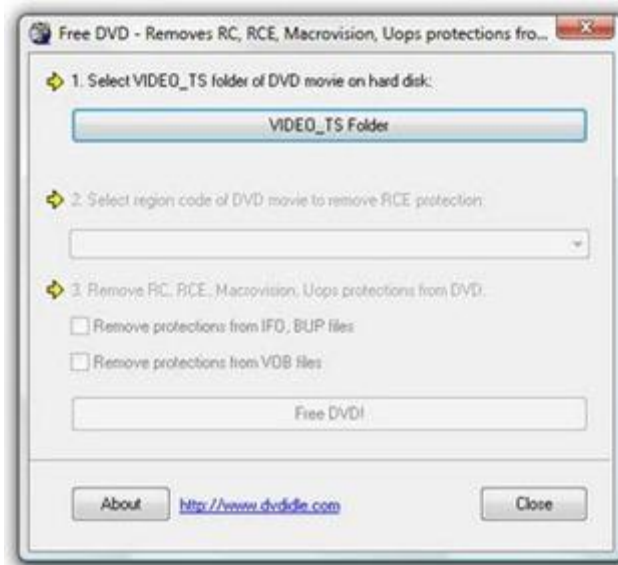 Free DVD - Removes RC, RCE, Macrovision, Uops protections fro...
1. Select VIDEO_TS folder of DVD movie on hard disk:
VIDEO_TS Folder
2. Select region code of DVD movie to remove RCE protection:
3. Remove RC, RCE, Macrovision, Uops protections from DVD.
Remove protections from IFO, BUP files
Remove protections from VOB files
Free DVD!
About http://www.dvdidle.com Close